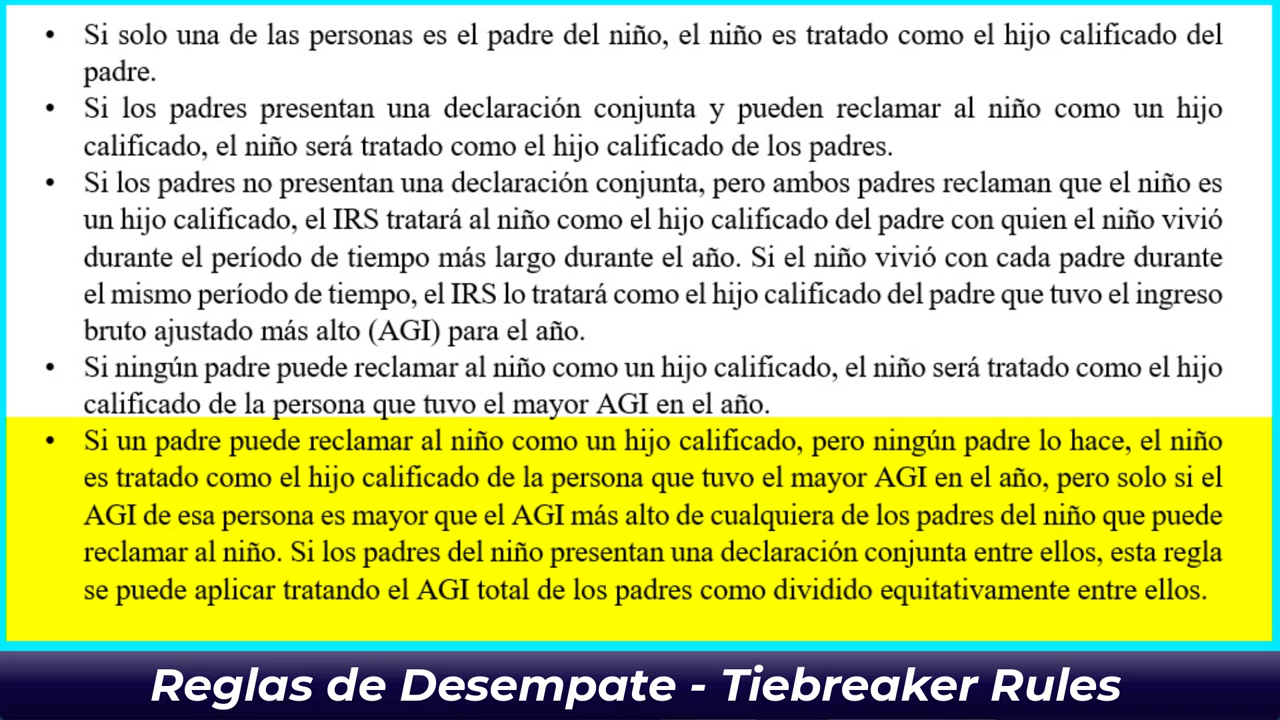 • Si solo una de las personas es el padre del niño, el niño es tratado como el hijo calificado del
padre.
• Si los padres presentan una declaración conjunta y pueden reclamar al niño como un hijo
calificado, el niño será tratado como el hijo calificado de los padres.
• Si los padres no presentan una declaración conjunta, pero ambos padres reclaman que el niño es
un hijo calificado, el IRS tratará al niño como el hijo calificado del padre con quien el niño vivió
durante el período de tiempo más largo durante el año. Si el niño vivió con cada padre durante
el mismo período de tiempo, el IRS lo tratará como el hijo calificado del padre que tuvo el ingreso
bruto ajustado más alto (AGI) para el año.
• Si ningún padre puede reclamar al niño como un hijo calificado, el niño será tratado como el hijo
calificado de la persona que tuvo el mayor AGI en el año.
• Si un padre puede reclamar al niño como un hijo calificado, pero ningún padre lo hace, el niño
es tratado como el hijo calificado de la persona que tuvo el mayor AGI en el año, pero solo si el
AGI de esa persona es mayor que el AGI más alto de cualquiera de los padres del niño que puede
reclamar al niño. Si los padres del niño presentan una declaración conjunta entre ellos, esta regla
se puede aplicar tratando el AGI total de los padres como dividido equitativamente entre ellos.
Reglas de Desempate - Tiebreaker Rules